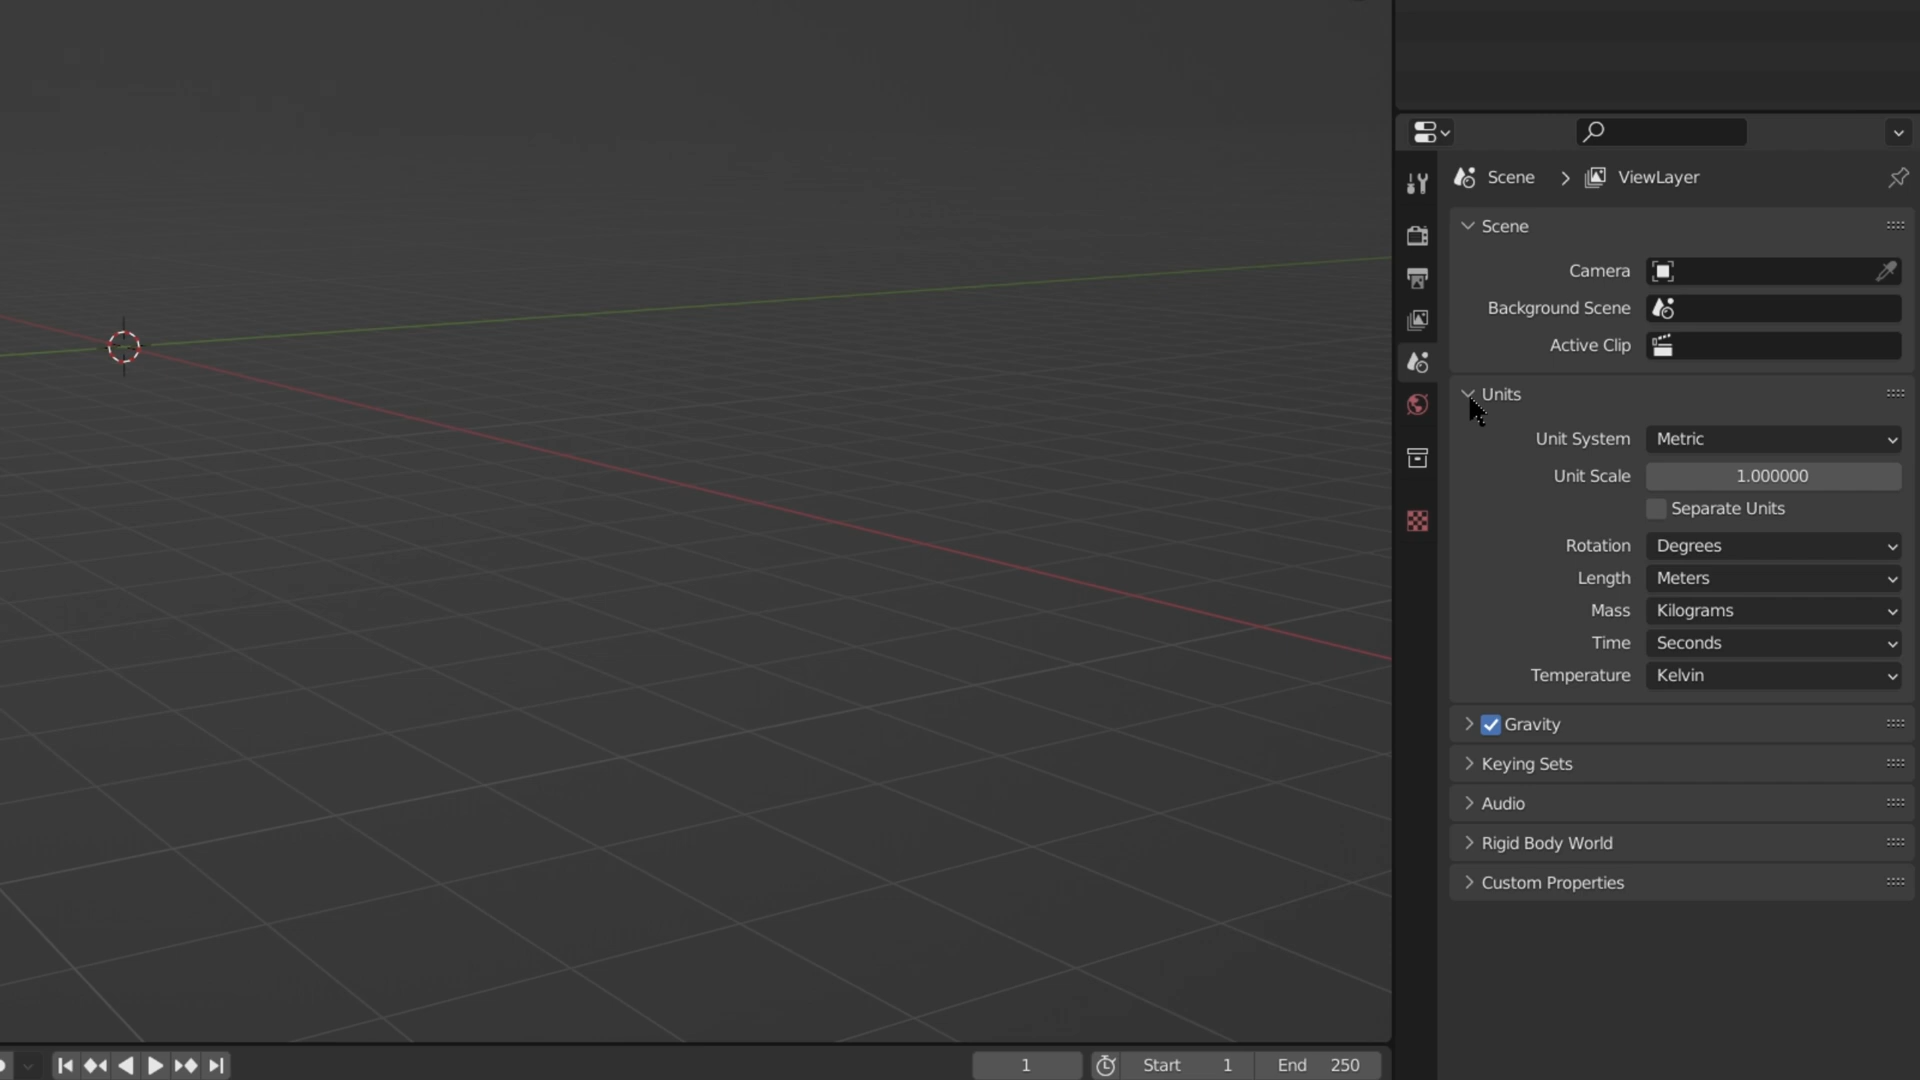 Scene > ViewLayer
Scene
Camera
Background Scene
Active Clip
Units
Unit System Metric
Unit Scale 1.000000
Separate Units
Rotation Degrees
Length Meters
Mass Kilograms
Time Seconds
Temperature Kelvin
Gravity
Keying Sets
Audio
Rigid Body World
Custom Properties
1 Start 1 End 250